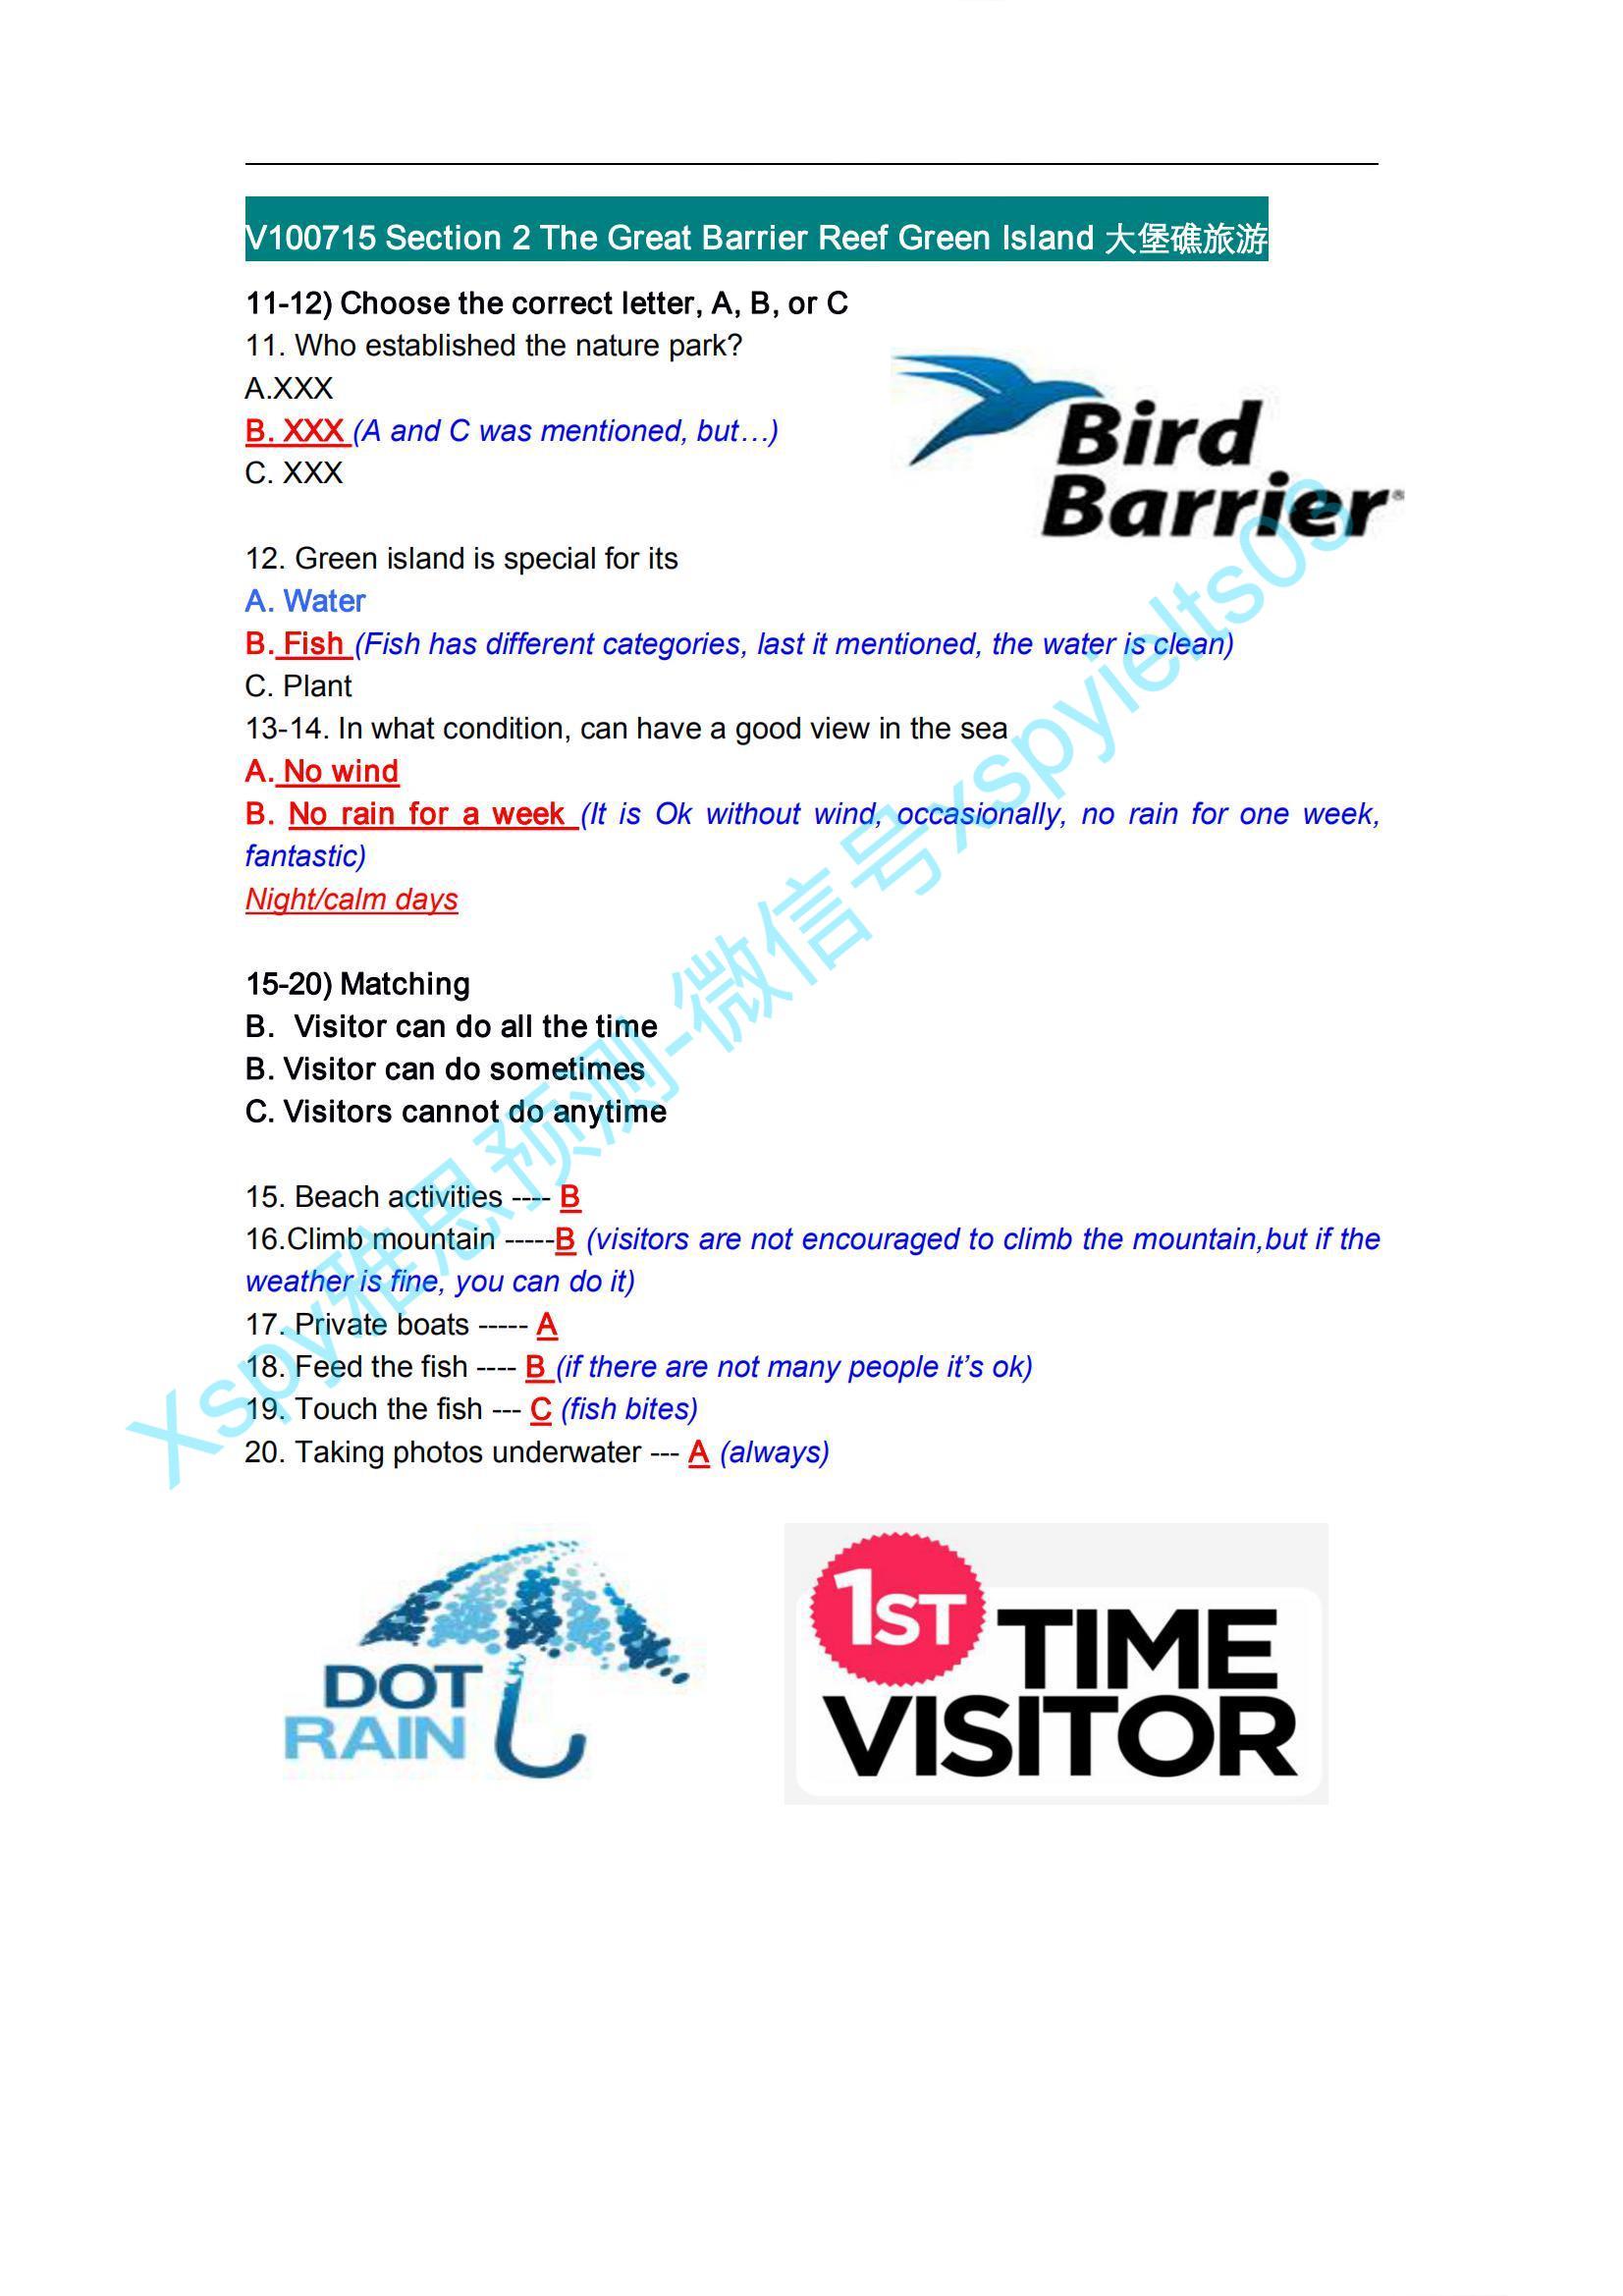 V100715 Section 2 The Great Barrier Reef Green Island 大堡礁旅游
11-12) Choose the correct letter, A, B, or C
11. Who established the nature park?
A.XXX
B. XXX (A and C was mentioned, but…)
C. XXX
Bird
Barrier®
12. Green island is special for its
A. Water
B. Fish (Fish has different categories, last it mentioned, the water is clean)
C. Plant
13-14. In what condition, can have a good view in the sea
A. No wind
B. No rain for a week (It is Ok without wind, occasionally, no rain for one week,
fantastic)
Night/calm days
15-20) Matching
B. Visitor can do all the time
B. Visitor can do sometimes
C. Visitors cannot do anytime
15. Beach activities ---- B
16.Climb mountain -----B (visitors are not encouraged to climb the mountain,but if the
weather is fine, you can do it)
17. Private boats ----- A
18. Feed the fish ---- B (if there are not many people it’s ok)
19. Touch the fish --- C (fish bites)
20. Taking photos underwater --- A (always)
Xspy雅思预测-微信号xspyielts03
DOT
RAIN
1ST TIME
VISITOR